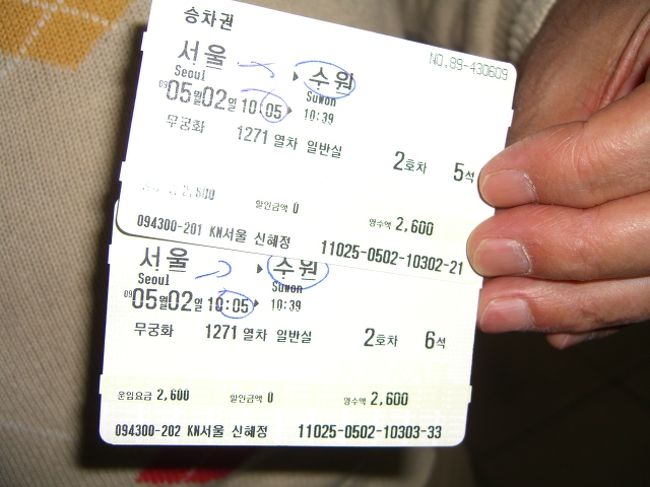 승차권
NO.89-430609
서울 ▸ 수원
Seoul Suwon
09 05월02일 10:05 ▸ 10:39
무궁화 1271 열차 일반실 2호차 5석
2,600 할인금액 0 영수금액 2,600
094300-201 KN서울 신혜정 11025-0502-10302-21
서울 ▸ 수원
Seoul Suwon
09 05월02일 10:05 ▸ 10:39
무궁화 1271 열차 일반실 2호차 6석
운임요금 2,600 할인금액 0 영수금액 2,600
094300-202 KN서울 신혜정 11025-0502-10303-33